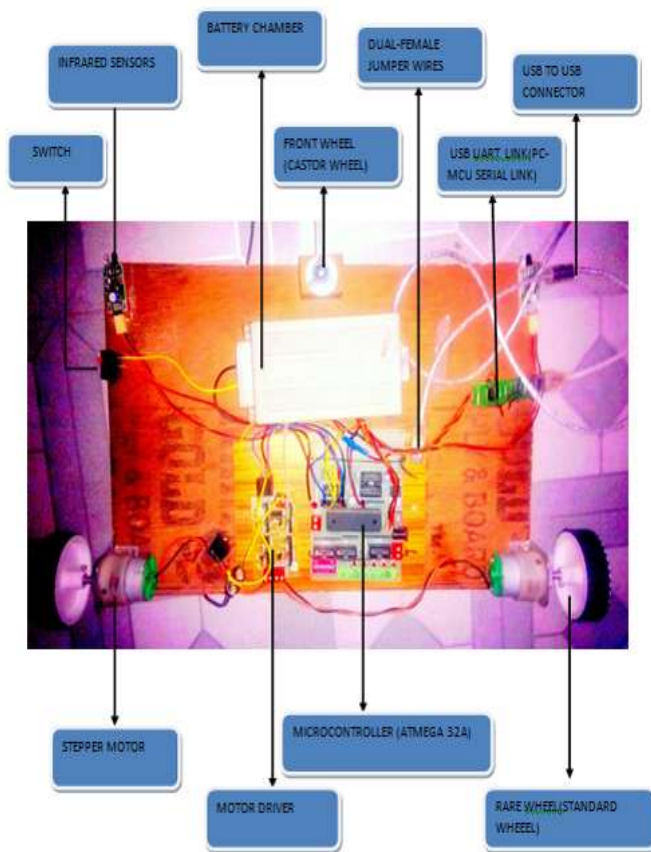 BATTERY CHAMBER
DUAL-FEMALE
JUMPER WIRES
INFRARED SENSORS
USB TO USB
CONNECTOR
SWITCH
FRONT WHEEL
(CASTOR WHEEL)
USB UART LINK(PC-
MCU SERIAL LINK)
& BOARD
STEPPER MOTOR
MICROCONTROLLER (ATMEGA 32A)
MOTOR DRIVER
RARE WHEEL(STANDARD
WHEEEL)